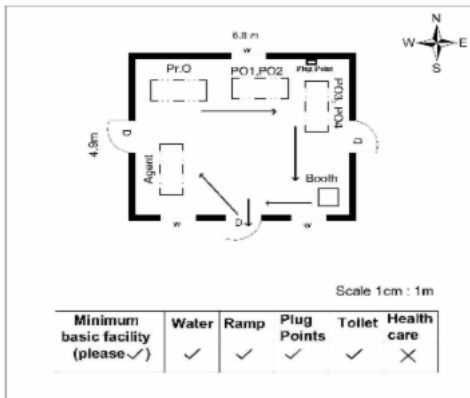 N
W E
S
6.8 m
W
Pr.O PO1,PO2 Plug Point
PO3, PO4
4.9m
D D
Agent
Booth
W D W
Scale 1cm : 1m
Minimum basic facility (please ✓) Water Ramp Plug Points Toilet Health care
✓ ✓ ✓ ✓ ✗